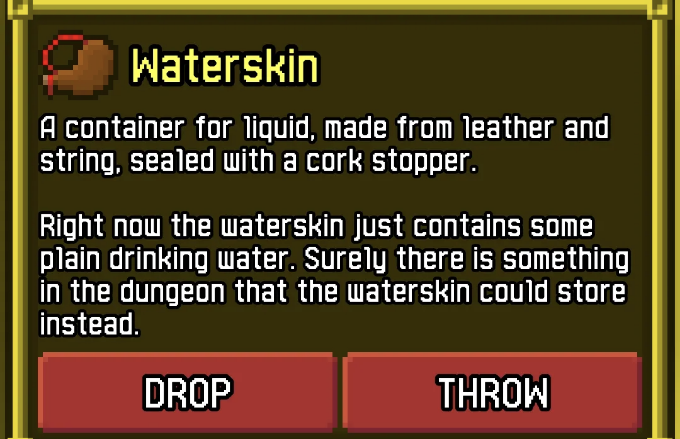 Waterskin
A container for liquid, made from leather and
string, sealed with a cork stopper.
Right now the waterskin just contains some
plain drinking water. Surely there is something
in the dungeon that the waterskin could store
instead.
DROP
THROW